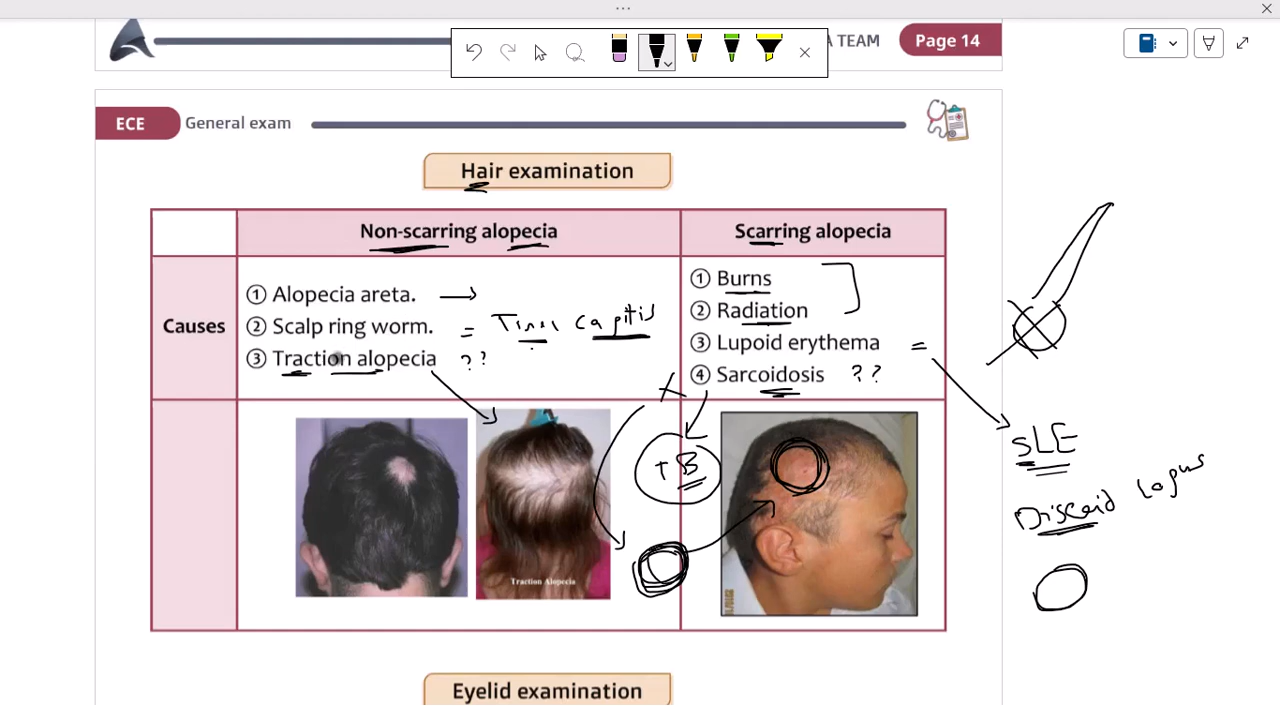 A TEAM
Page 14
ECE
General exam
Hair examination
Non-scarring alopecia
Scarring alopecia
Causes
① Alopecia areta.
② Scalp ring worm. = Tinea capitis
③ Traction alopecia ??
① Burns
② Radiation
③ Lupoid erythema =
④ Sarcoidosis ??
TB
SLE
Discoid lupus
Traction Alopecia
Eyelid examination